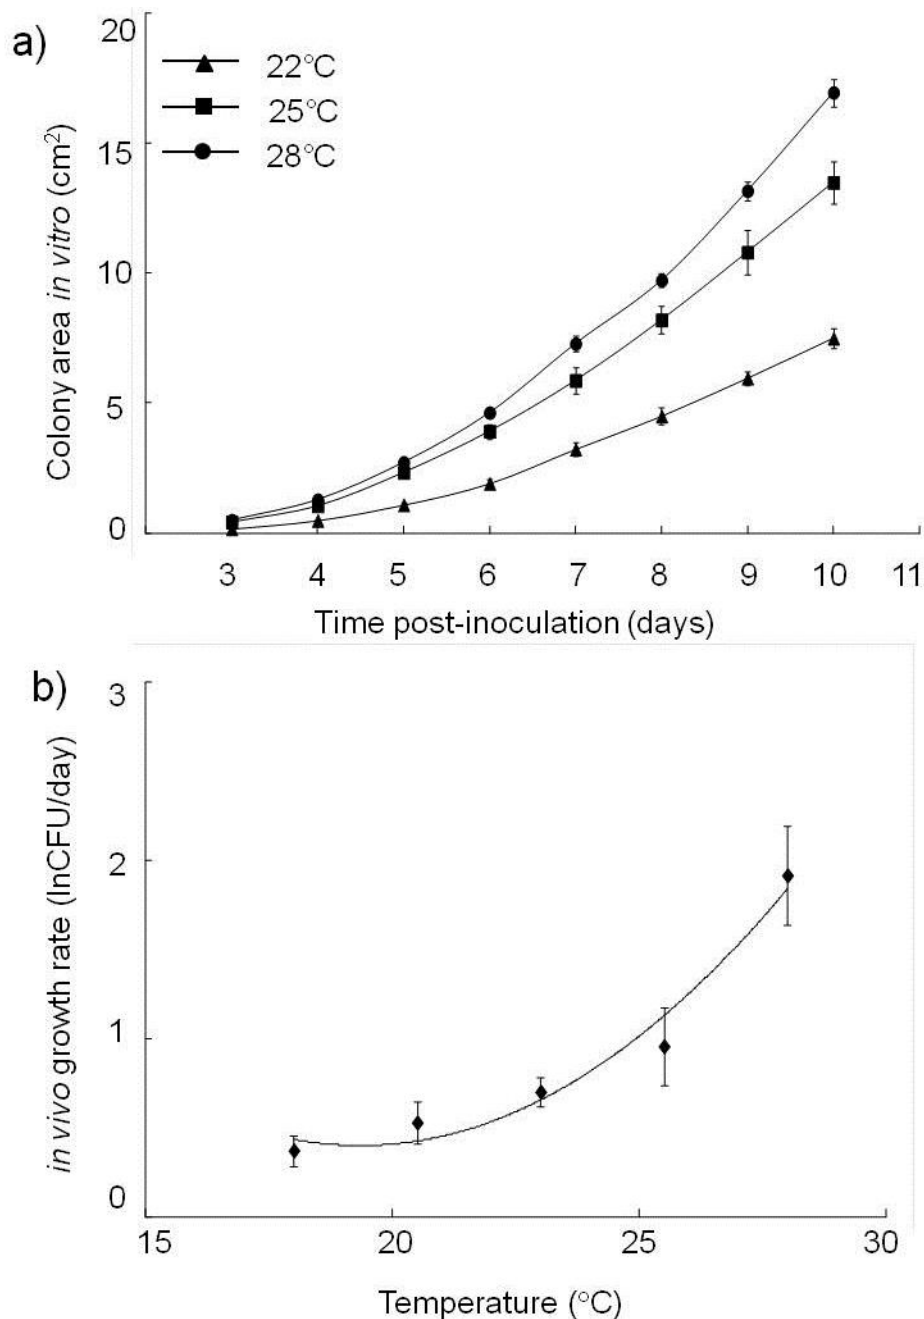 a)
20
15
10
5
0
Colony area in vitro (cm²)
22°C
25°C
28°C
3 4 5 6 7 8 9 10 11
Time post-inoculation (days)
b)
3
2
1
0
in vivo growth rate (lnCFU/day)
15 20 25 30
Temperature (°C)